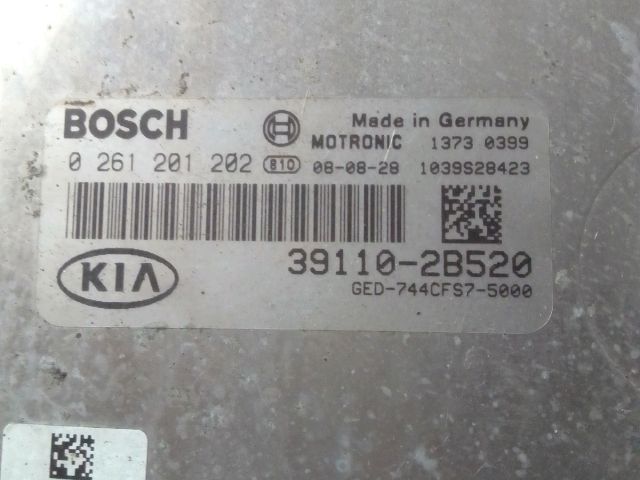 BOSCH
Made in Germany
MOTRONIC 1373 0399
0 261 201 202 B10 08-08-28 1039S28423
39110-2B520
KIA
GED-744CFS7-5000